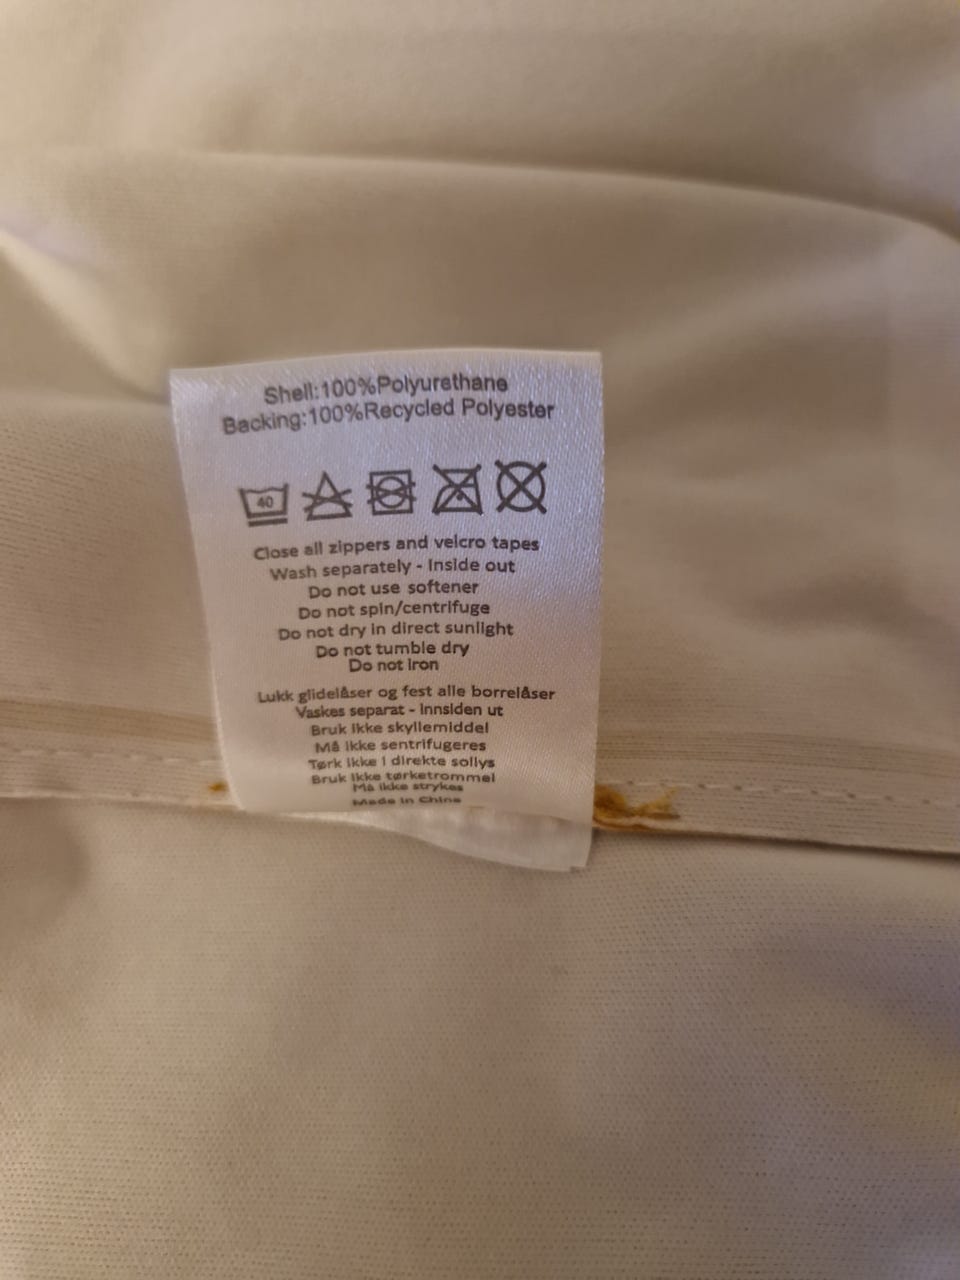 Shell:100%Polyurethane
Backing:100%Recycled Polyester
40
Close all zippers and velcro tapes
Wash separately - Inside out
Do not use softener
Do not spin/centrifuge
Do not dry in direct sunlight
Do not tumble dry
Do not iron
Lukk glidelåser og fest alle borrelåser
Vaskes separat - Innsiden ut
Bruk ikke skyllemiddel
Må ikke sentrifugeres
Tørk ikke i direkte sollys
Bruk ikke tørketrommel
Må ikke strykes
Made in China